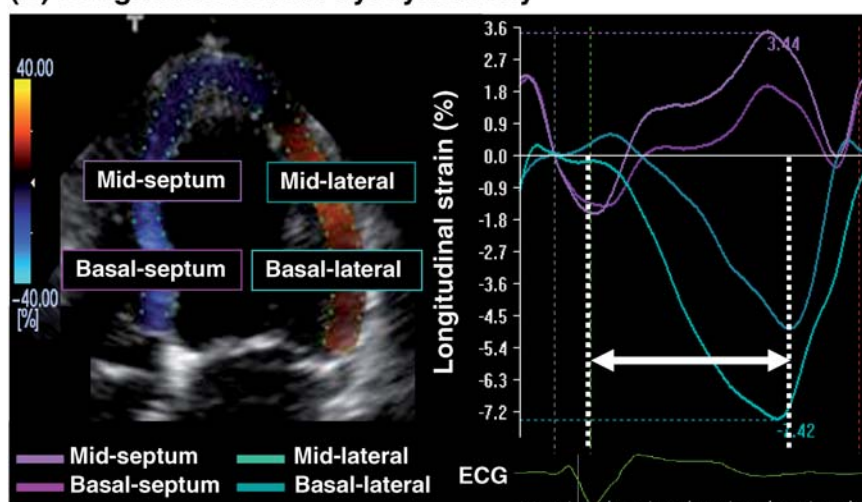 T
40.00
-40.00
[%]
Mid-septum
Mid-lateral
Basal-septum
Basal-lateral
Mid-septum
Mid-lateral
Basal-septum
Basal-lateral
Longitudinal strain (%)
3.6
2.7
1.8
0.9
0.0
-0.9
-1.8
-2.7
-3.6
-4.5
-5.4
-6.3
-7.2
3.44
ECG